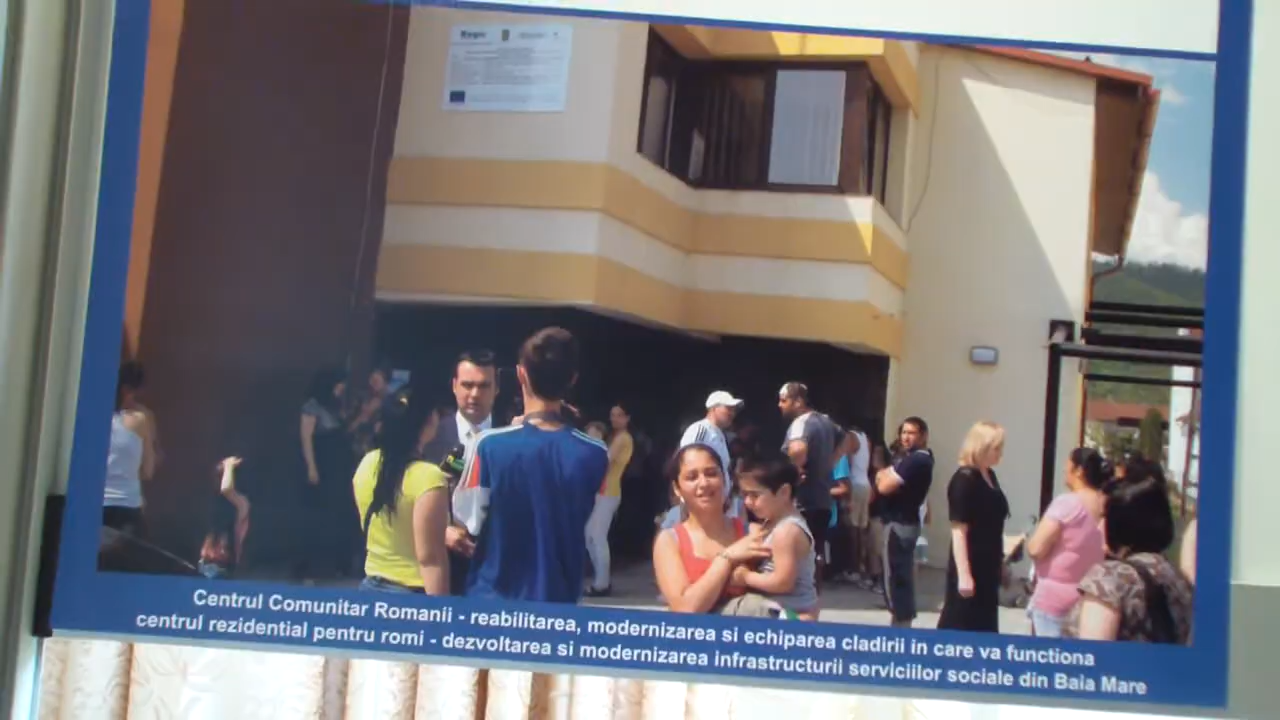 Regio
Centrul Comunitar Romanii - reabilitarea, modernizarea si echiparea cladirii in care va functiona
centrul rezidential pentru romi - dezvoltarea si modernizarea infrastructurii serviciilor sociale din Baia Mare